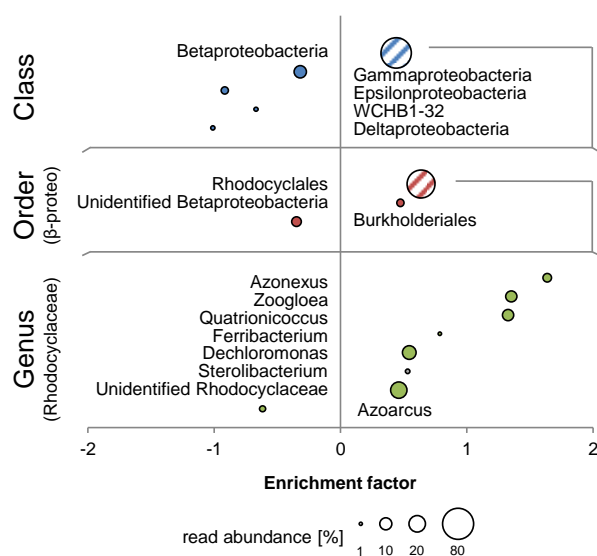 Class
Betaproteobacteria
Gammaproteobacteria
Epsilonproteobacteria
WCHB1-32
Deltaproteobacteria
Order
(β-proteo)
Rhodocyclales
Unidentified Betaproteobacteria
Burkholderiales
Genus
(Rhodocyclaceae)
Azonexus
Zoogloea
Quatrionicoccus
Ferribacterium
Dechloromonas
Sterolibacterium
Unidentified Rhodocyclaceae
Azoarcus
-2 -1 0 1 2
Enrichment factor
read abundance [%]
1 10 20 80